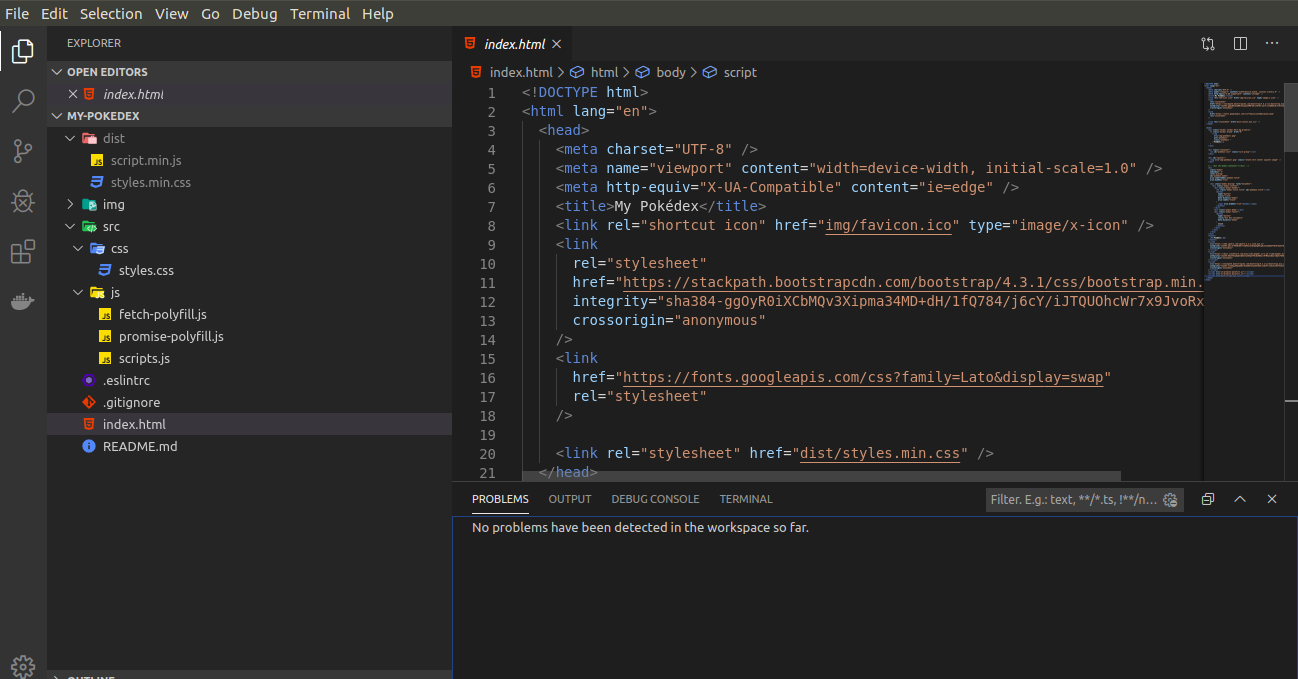 File Edit Selection View Go Debug Terminal Help
EXPLORER
OPEN EDITORS
index.html
MY-POKEDEX
dist
script.min.js
styles.min.css
img
src
css
styles.css
js
fetch-polyfill.js
promise-polyfill.js
scripts.js
.eslintrc
.gitignore
index.html
README.md
index.html
index.html > html > body > script
1 <!DOCTYPE html>
2 <html lang="en">
3 <head>
4 <meta charset="UTF-8" />
5 <meta name="viewport" content="width=device-width, initial-scale=1.0" />
6 <meta http-equiv="X-UA-Compatible" content="ie=edge" />
7 <title>My Pokédex</title>
8 <link rel="shortcut icon" href="img/favicon.ico" type="image/x-icon" />
9 <link
10 rel="stylesheet"
11 href="https://stackpath.bootstrapcdn.com/bootstrap/4.3.1/css/bootstrap.min.
12 integrity="sha384-ggOyR0iXCbMQv3Xipma34MD+dH/1fQ784/j6cY/iJTQUOhcWr7x9JvoRx
13 crossorigin="anonymous"
14 />
15 <link
16 href="https://fonts.googleapis.com/css?family=Lato&display=swap"
17 rel="stylesheet"
18 />
19
20 <link rel="stylesheet" href="dist/styles.min.css" />
21 </head>
PROBLEMS OUTPUT DEBUG CONSOLE TERMINAL
Filter. E.g.: text, **/*.ts, !**/n...
No problems have been detected in the workspace so far.
OUTLINE